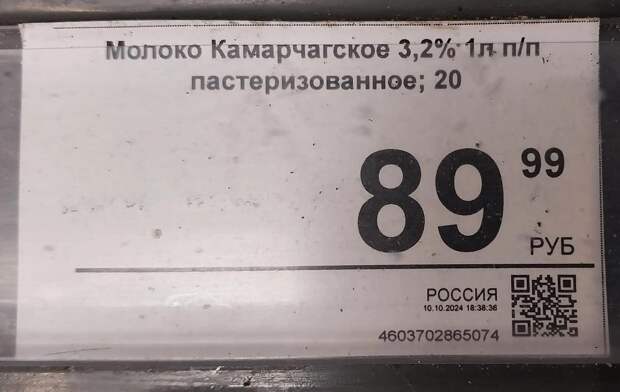 Молоко Камарчагское 3,2% 1л п/п
пастеризованное; 20
89 99
РУБ
РОССИЯ
10.10.2024 18:38:36
4603702865074